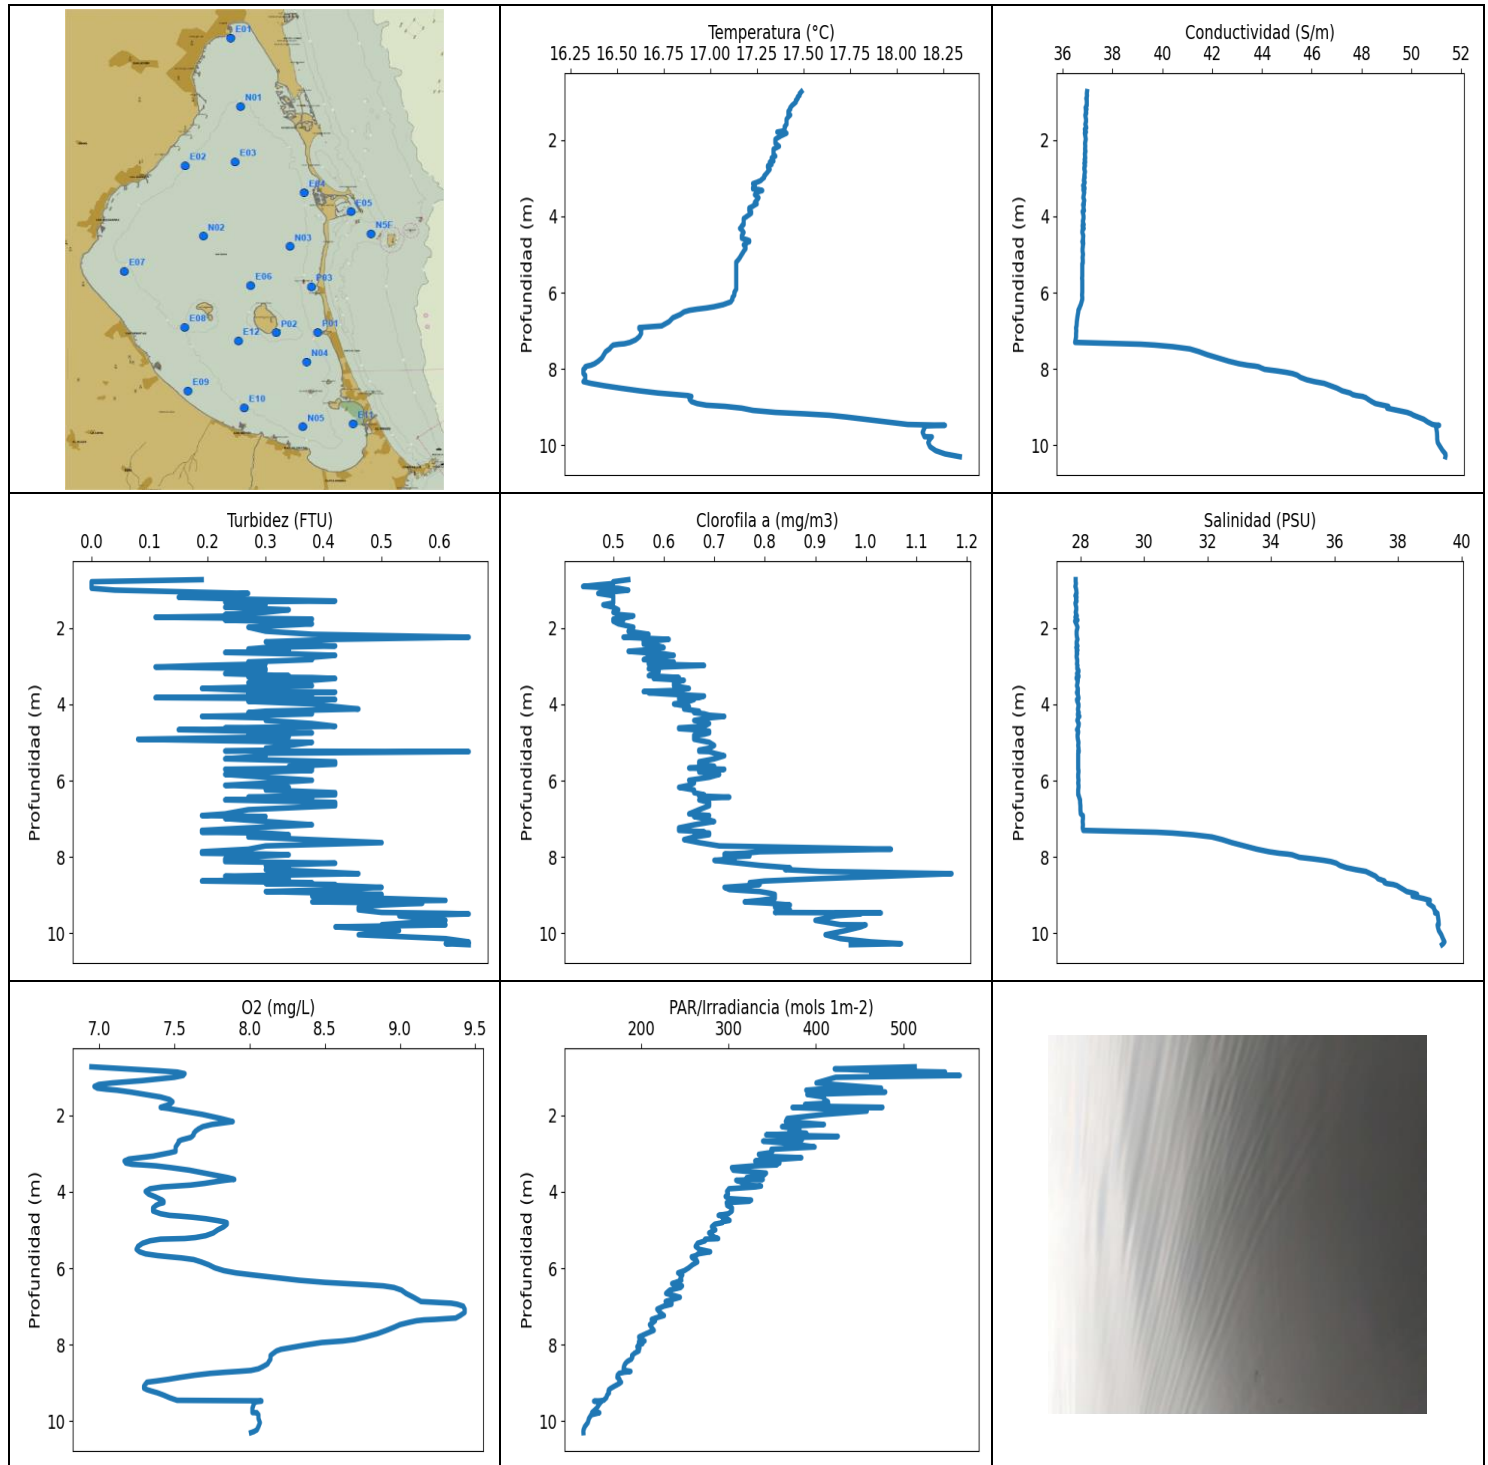 E01
N01
E02
E03
E04
E05
N5F
N02
N03
E07
E06
P03
E08
E12
P02
P01
N04
E09
E10
N05
E11
Temperatura (°C)
16.25 16.50 16.75 17.00 17.25 17.50 17.75 18.00 18.25
Profundidad (m)
2
4
6
8
10
Conductividad (S/m)
36 38 40 42 44 46 48 50 52
Profundidad (m)
2
4
6
8
10
Turbidez (FTU)
0.0 0.1 0.2 0.3 0.4 0.5 0.6
Profundidad (m)
2
4
6
8
10
Clorofila a (mg/m3)
0.5 0.6 0.7 0.8 0.9 1.0 1.1 1.2
Profundidad (m)
2
4
6
8
10
Salinidad (PSU)
28 30 32 34 36 38 40
Profundidad (m)
2
4
6
8
10
O2 (mg/L)
7.0 7.5 8.0 8.5 9.0 9.5
Profundidad (m)
2
4
6
8
10
PAR/Irradiancia (mols 1m-2)
200 300 400 500
Profundidad (m)
2
4
6
8
10